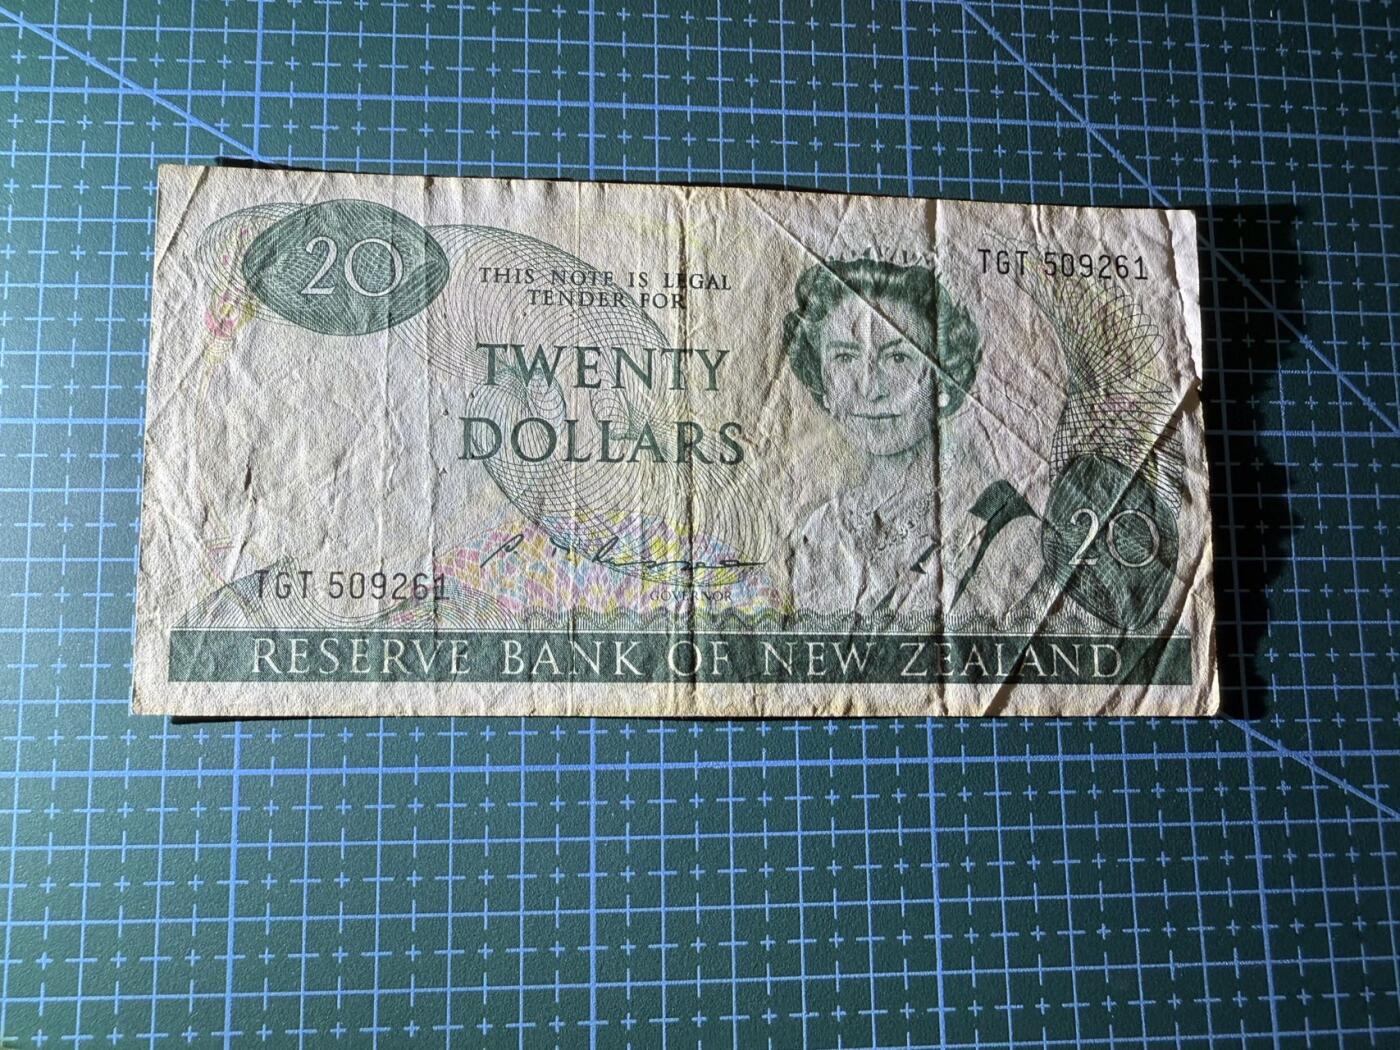 20
THIS NOTE IS LEGAL
TENDER FOR
TWENTY
DOLLARS
TGT 509261
20
TGT 509261
GOVERNOR
RESERVE BANK OF NEW ZEALAND